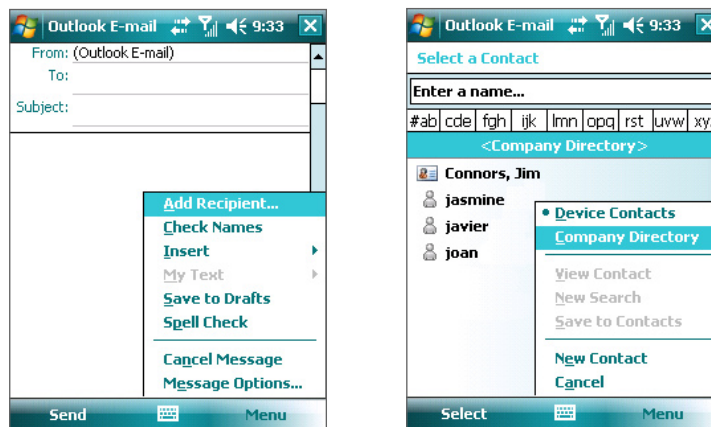 Outlook E-mail 9:33
From: (Outlook E-mail)
To:
Subject:
Add Recipient...
Check Names
Insert
My Text
Save to Drafts
Spell Check
Cancel Message
Message Options...
Send Menu
Outlook E-mail 9:33
Select a Contact
Enter a name...
#ab cde fgh ijk lmn opq rst uvw xy
<Company Directory>
Connors, Jim
jasmine
javier
joan
Device Contacts
Company Directory
View Contact
New Search
Save to Contacts
New Contact
Cancel
Select Menu